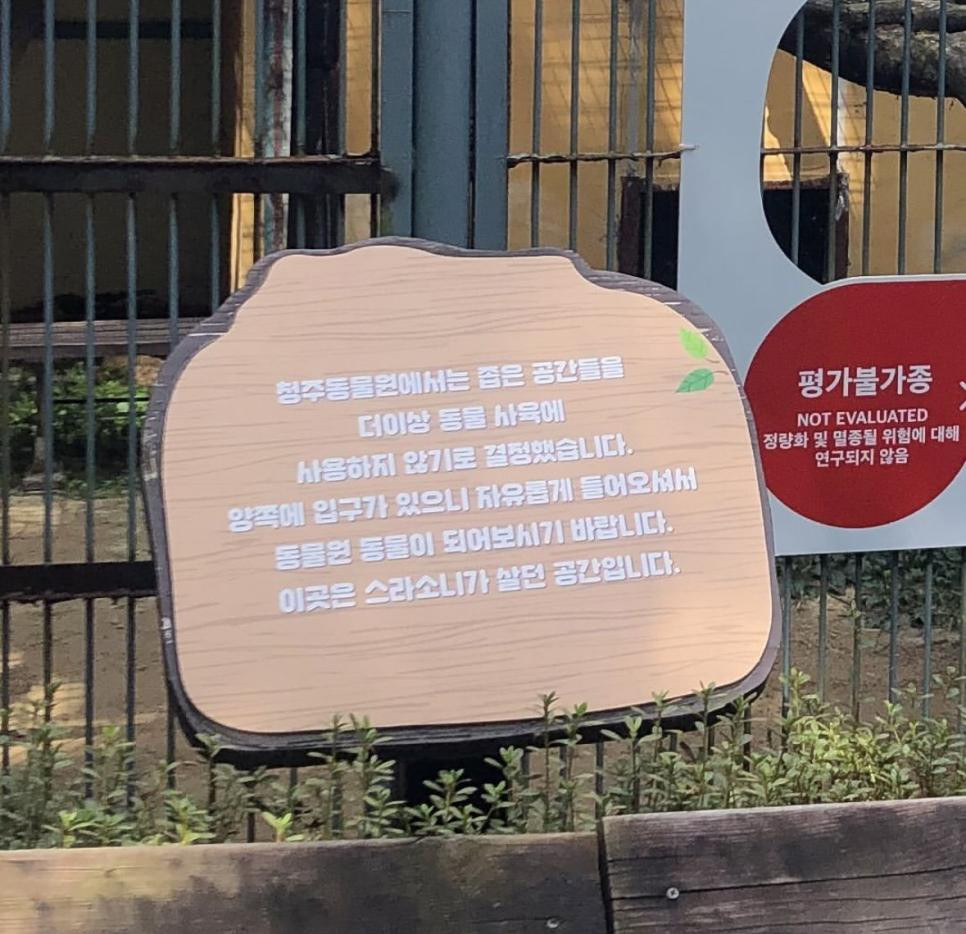 청주동물원에서는 좁은 공간들을
더이상 동물 사육에
사용하지 않기로 결정했습니다.
양쪽에 입구가 있으니 자유롭게 들어오셔서
동물원 동물이 되어보시기 바랍니다.
이곳은 스라소니가 살던 공간입니다.
평가불가종
NOT EVALUATED
정량화 및 멸종될 위험에 대해
연구되지 않음